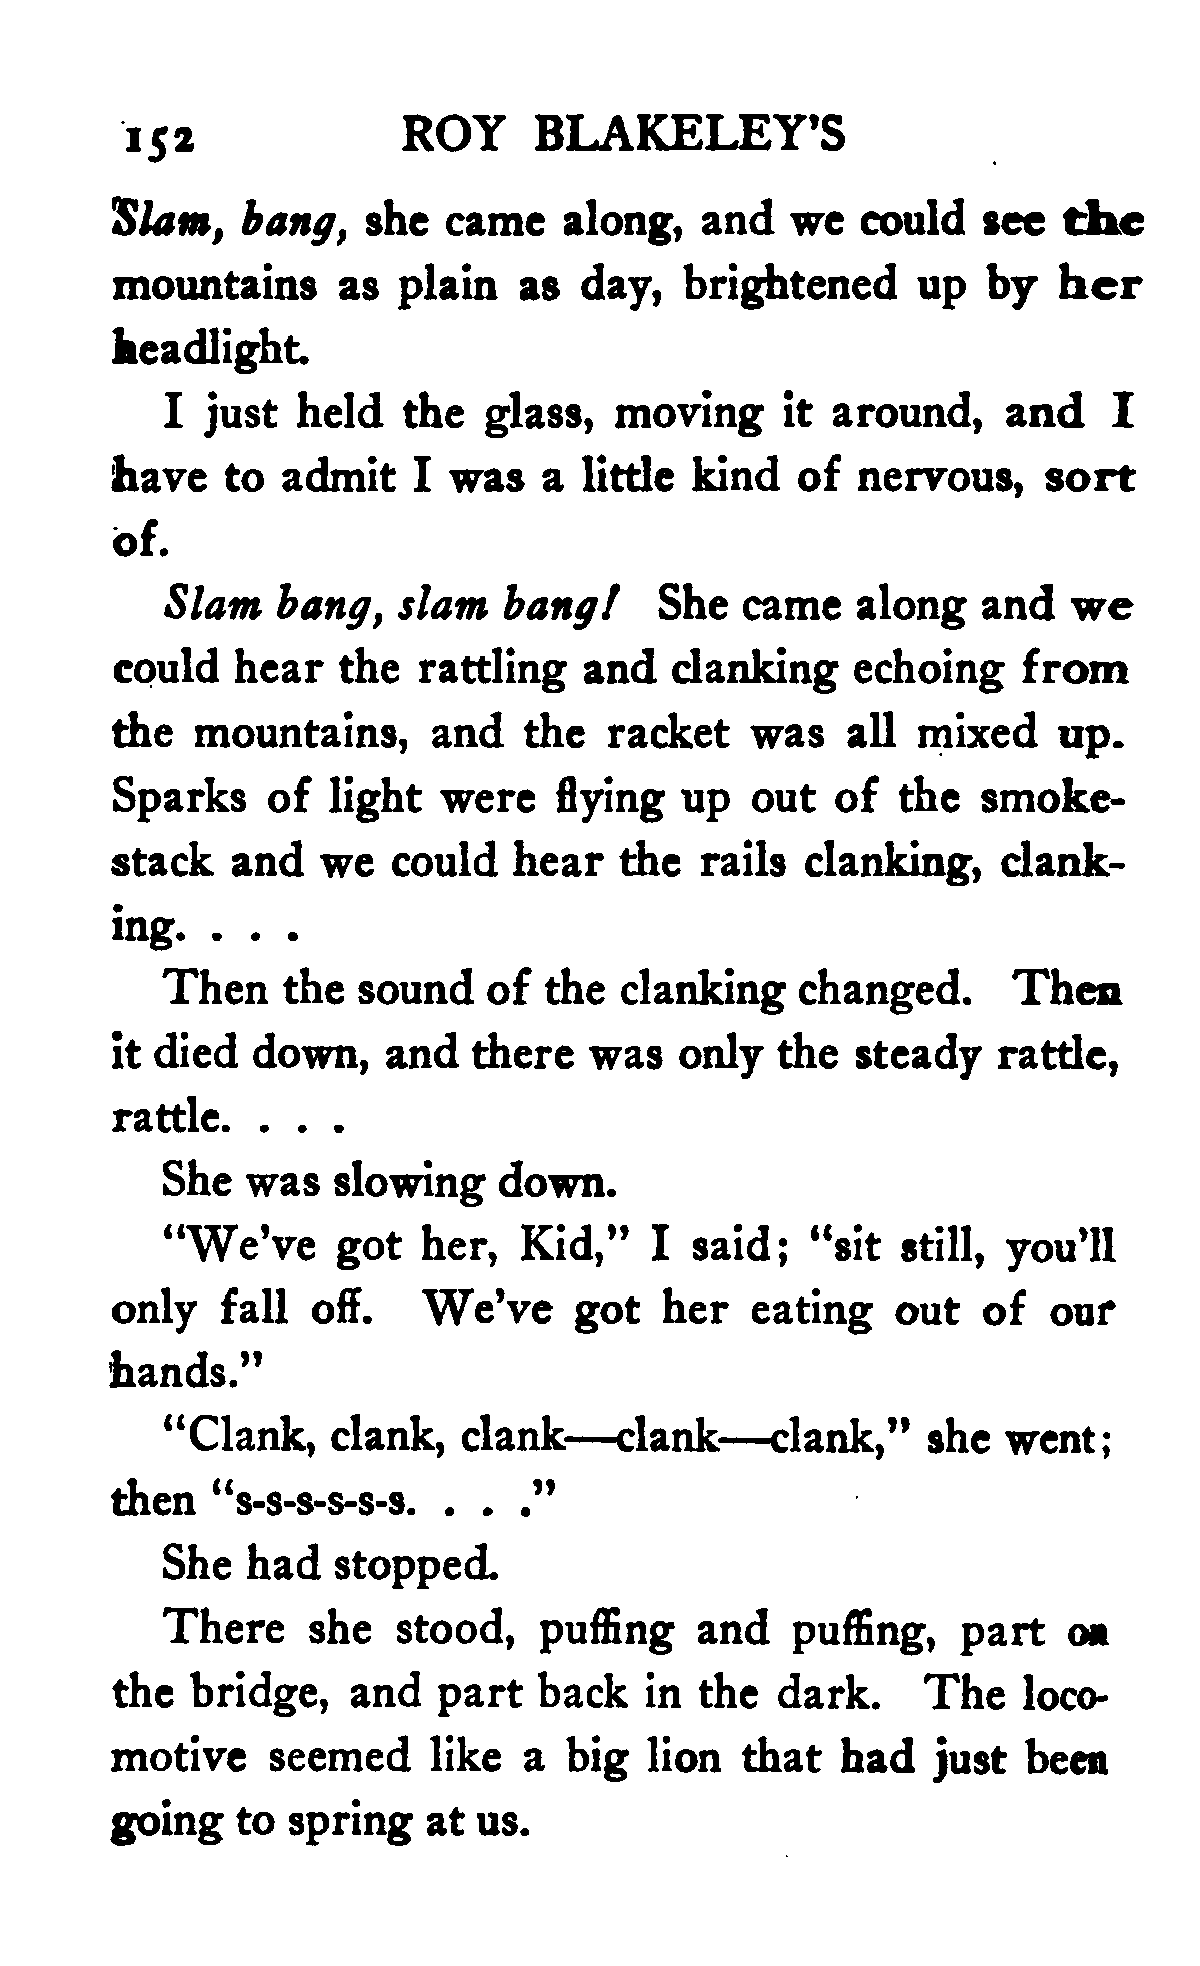 152 ROY BLAKELEY'S
Slam, bang, she came along, and we could see the
mountains as plain as day, brightened up by her
headlight.
I just held the glass, moving it around, and I
have to admit I was a little kind of nervous, sort
of.
Slam bang, slam bang! She came along and we
could hear the rattling and clanking echoing from
the mountains, and the racket was all mixed up.
Sparks of light were flying up out of the smoke-
stack and we could hear the rails clanking, clank-
ing. . . .
Then the sound of the clanking changed. Then
it died down, and there was only the steady rattle,
rattle. . . .
She was slowing down.
"We've got her, Kid," I said; "sit still, you'll
only fall off. We've got her eating out of our
hands."
"Clank, clank, clank—clank—clank," she went;
then "s-s-s-s-s-s. . . ."
She had stopped.
There she stood, puffing and puffing, part on
the bridge, and part back in the dark. The loco-
motive seemed like a big lion that had just been
going to spring at us.